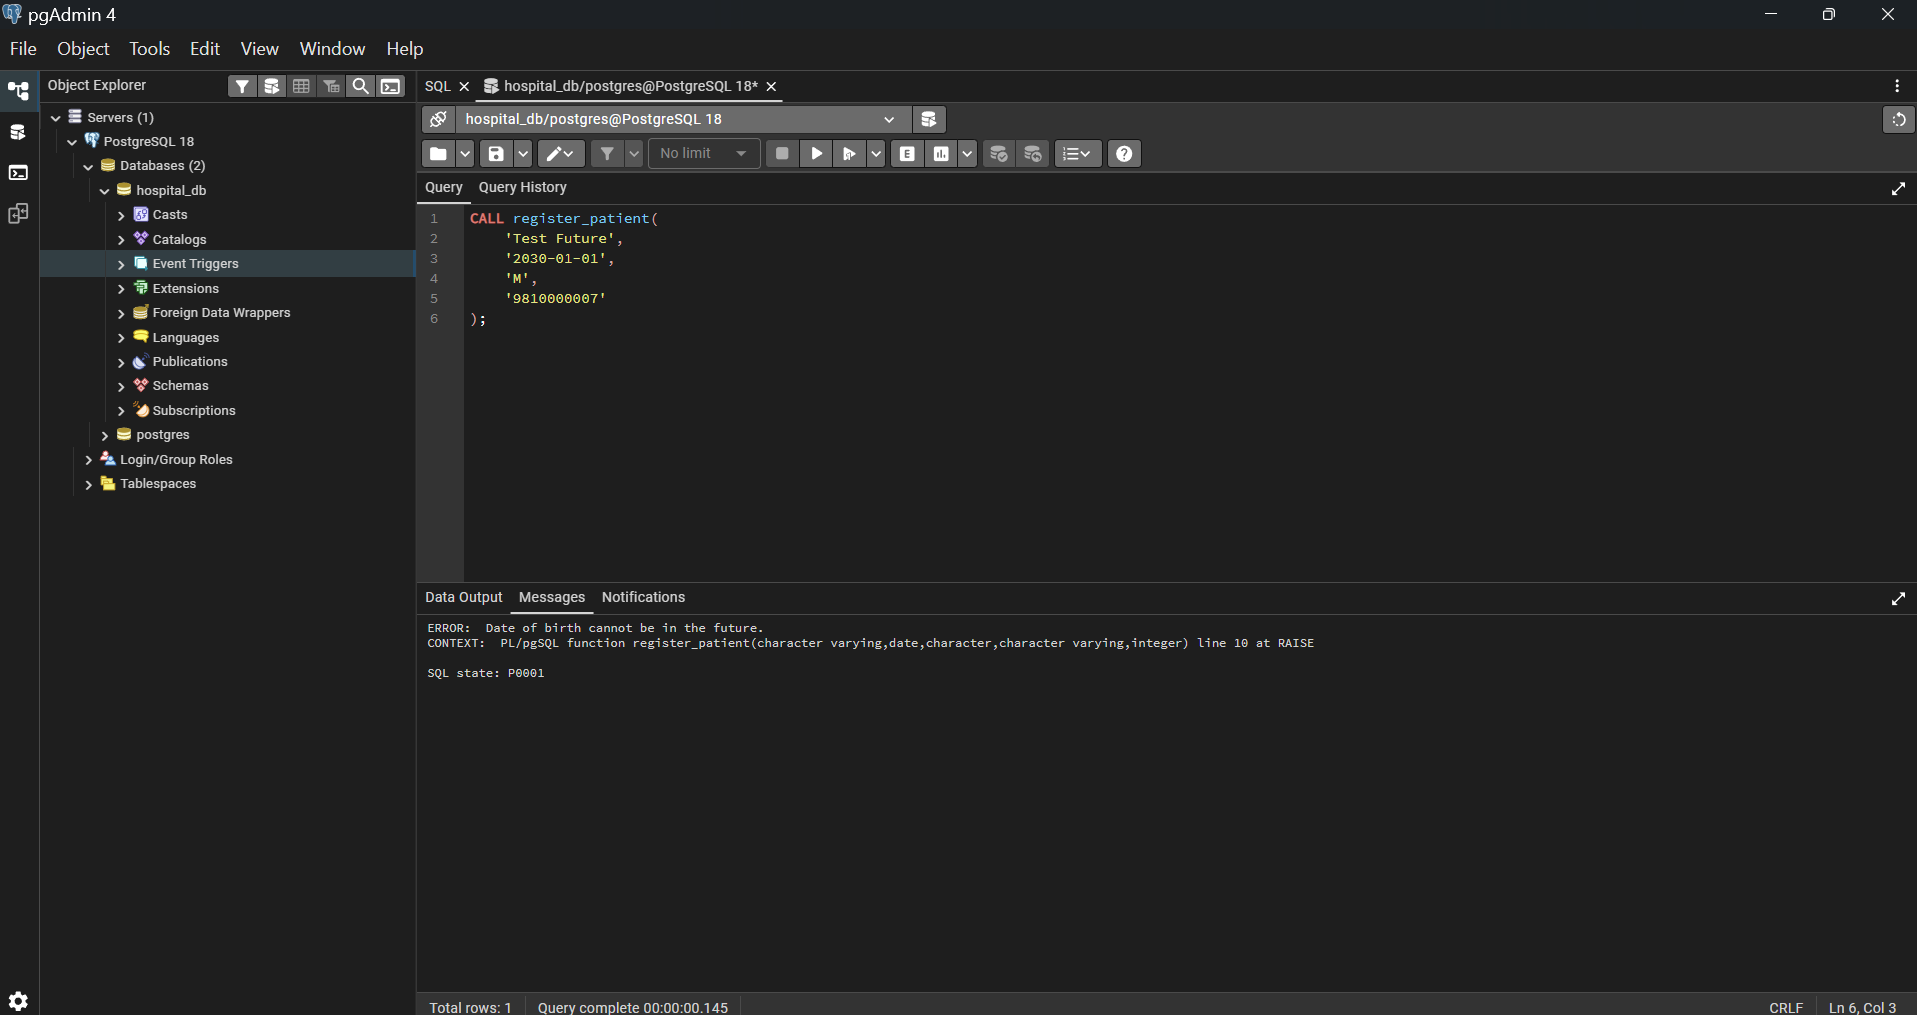 pgAdmin 4
File Object Tools Edit View Window Help
Object Explorer
Servers (1)
PostgreSQL 18
Databases (2)
hospital_db
Casts
Catalogs
Event Triggers
Extensions
Foreign Data Wrappers
Languages
Publications
Schemas
Subscriptions
postgres
Login/Group Roles
Tablespaces
SQL hospital_db/postgres@PostgreSQL 18*
hospital_db/postgres@PostgreSQL 18
No limit E
Query Query History
1 CALL register_patient(
2 'Test Future',
3 '2030-01-01',
4 'M',
5 '9810000007'
6 );
Data Output Messages Notifications
ERROR: Date of birth cannot be in the future.
CONTEXT: PL/pgSQL function register_patient(character varying,date,character,character varying,integer) line 10 at RAISE
SQL state: P0001
Total rows: 1 Query complete 00:00:00.145 CRLF Ln 6, Col 3